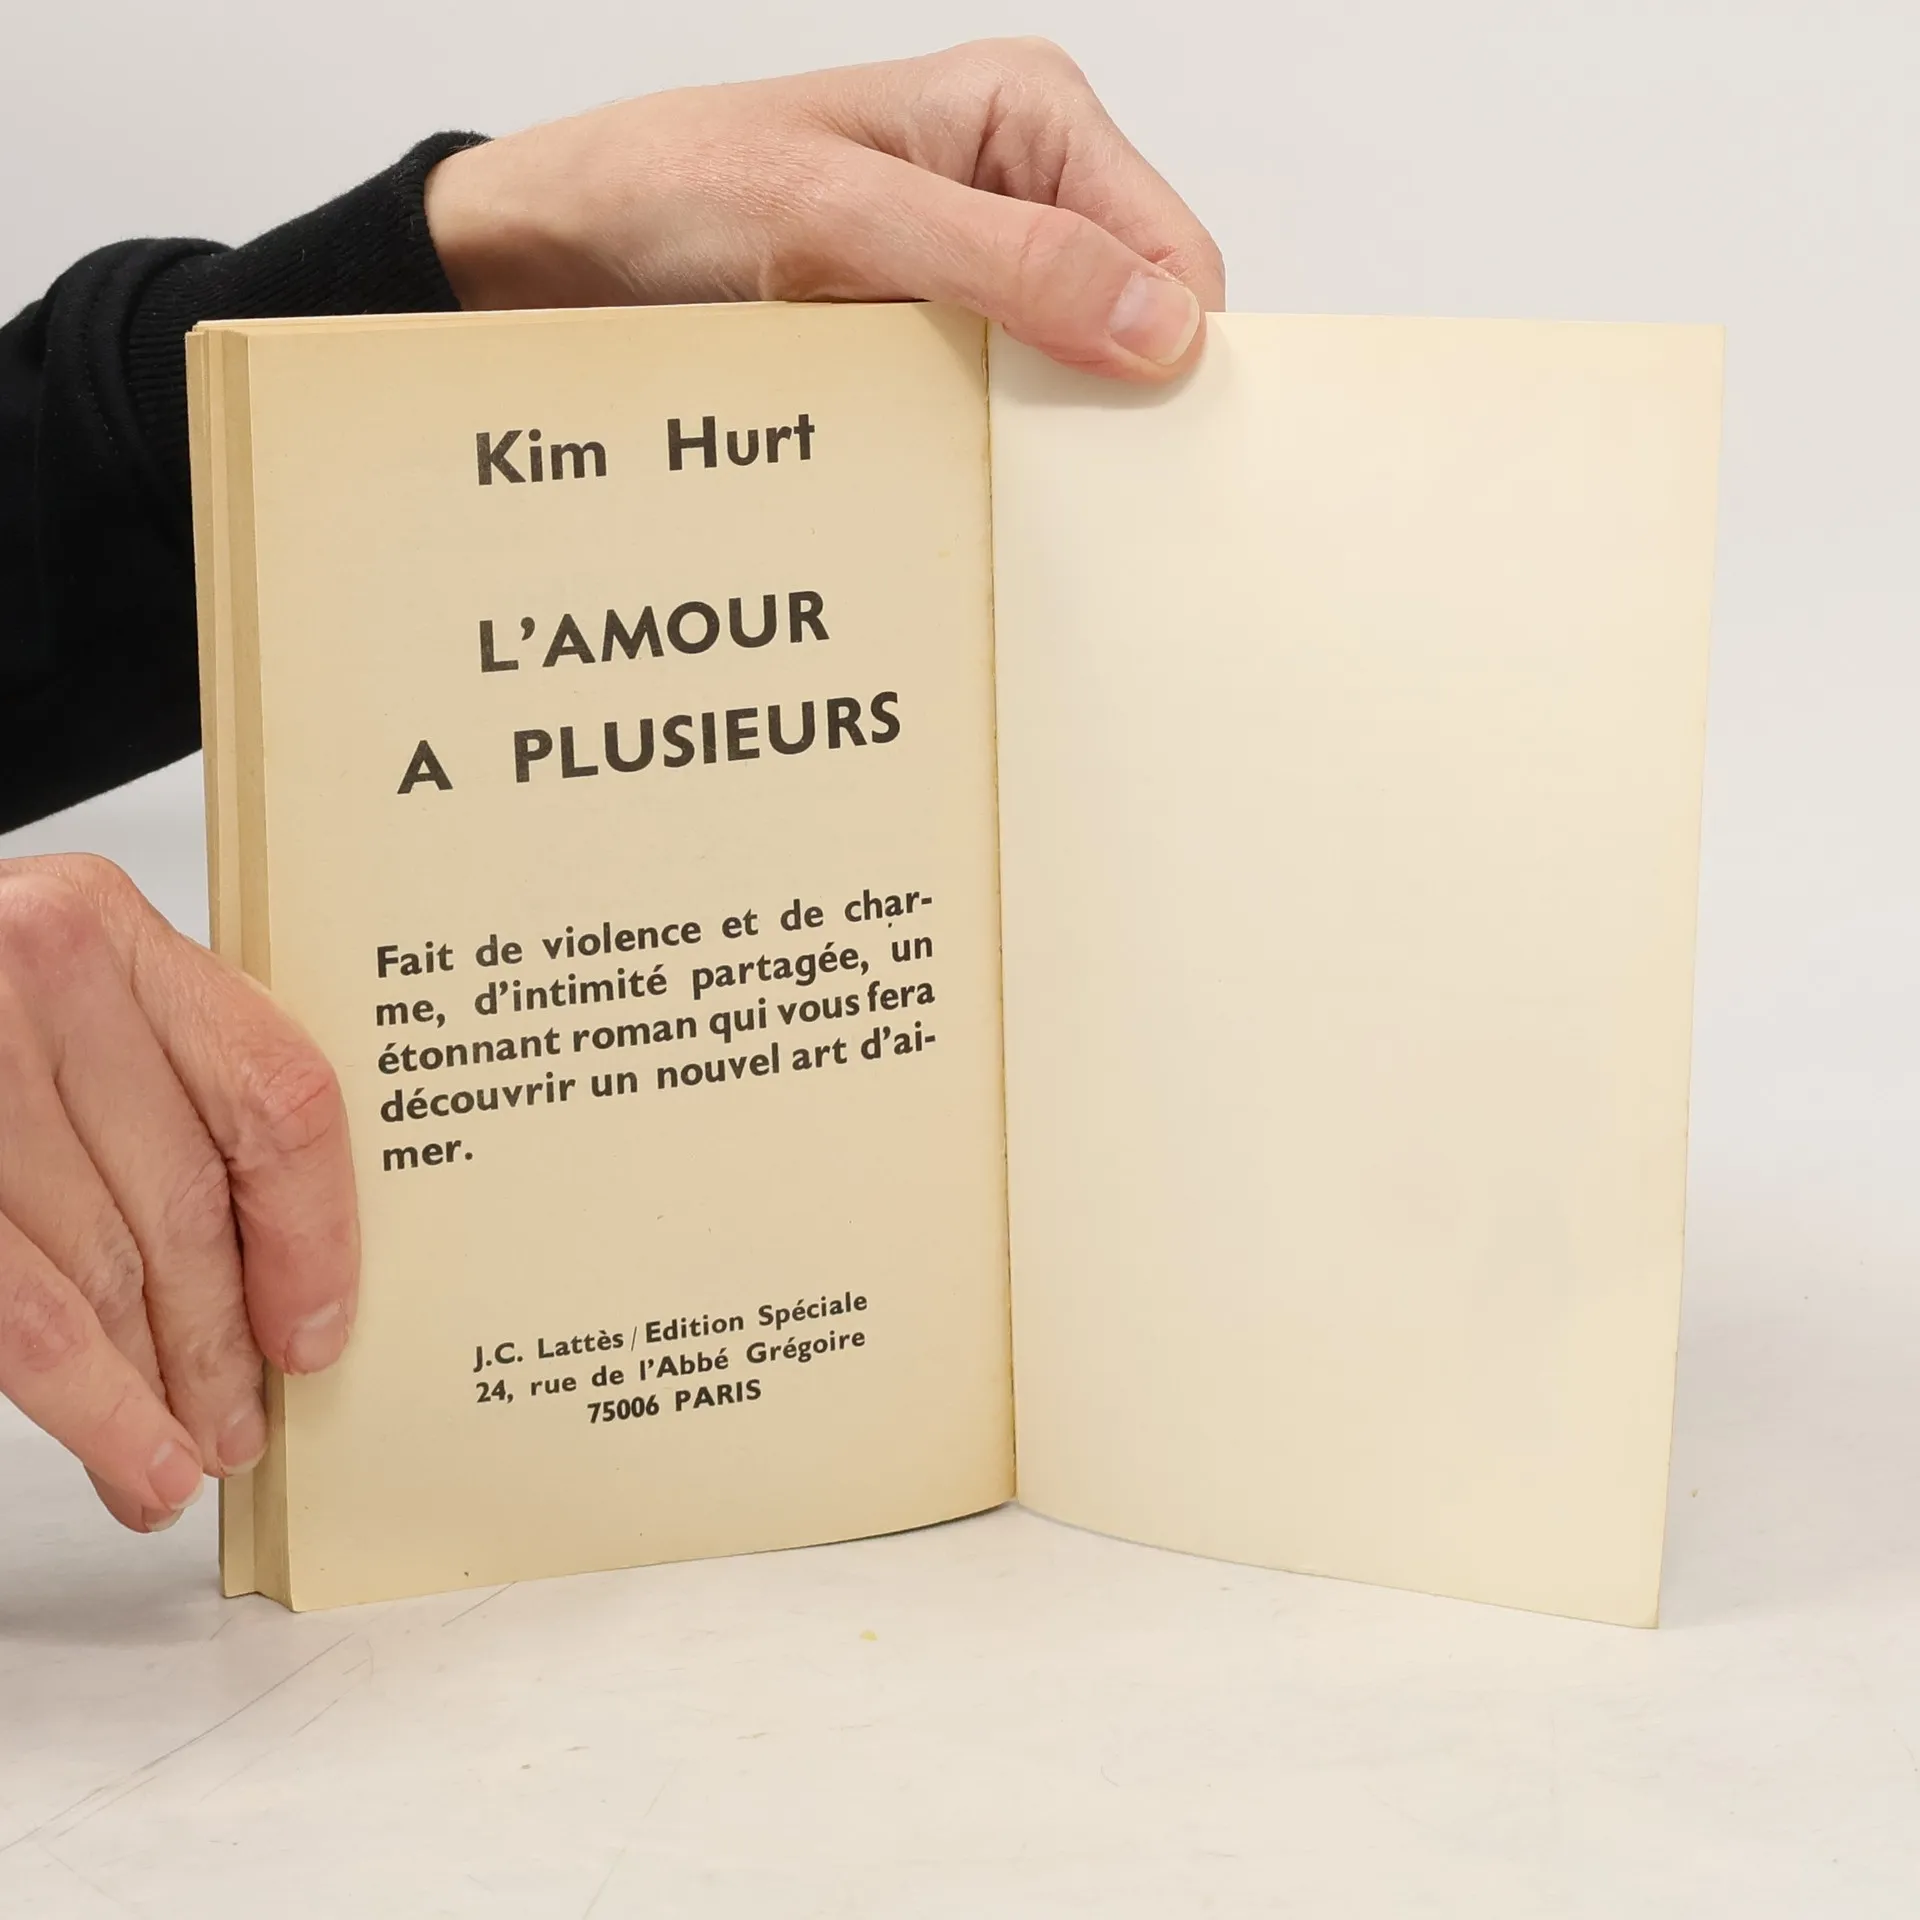 Kim Hurt
L'AMOUR
A PLUSIEURS
Fait de violence et de char-
me, d'intimité partagée, un
étonnant roman qui vous fera
découvrir un nouvel art d'ai-
mer.
J.C. Lattès / Edition Spéciale
24, rue de l'Abbé Grégoire
75006 PARIS